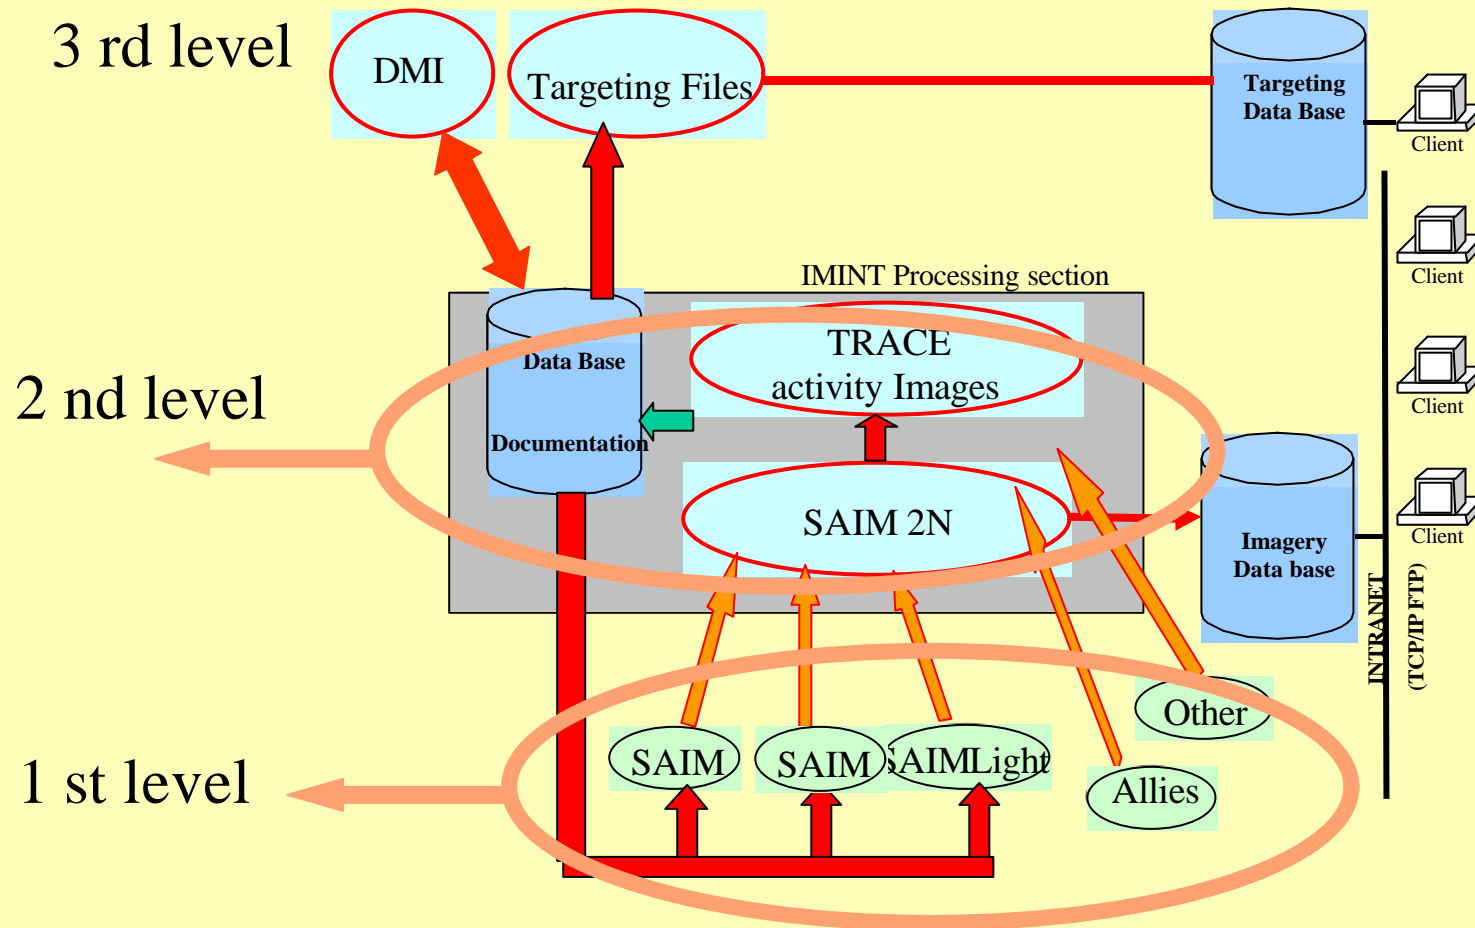 3 rd level
DMI
Targeting Files
Targeting
Data Base
Client
Client
IMINT Processing section
TRACE
activity Images
Data Base
Documentation
2 nd level
Client
SAIM 2N
Imagery
Data base
Client
INTRANET
(TCP/IP FTP)
Other
SAIM
SAIM
SAIMLight
Allies
1 st level